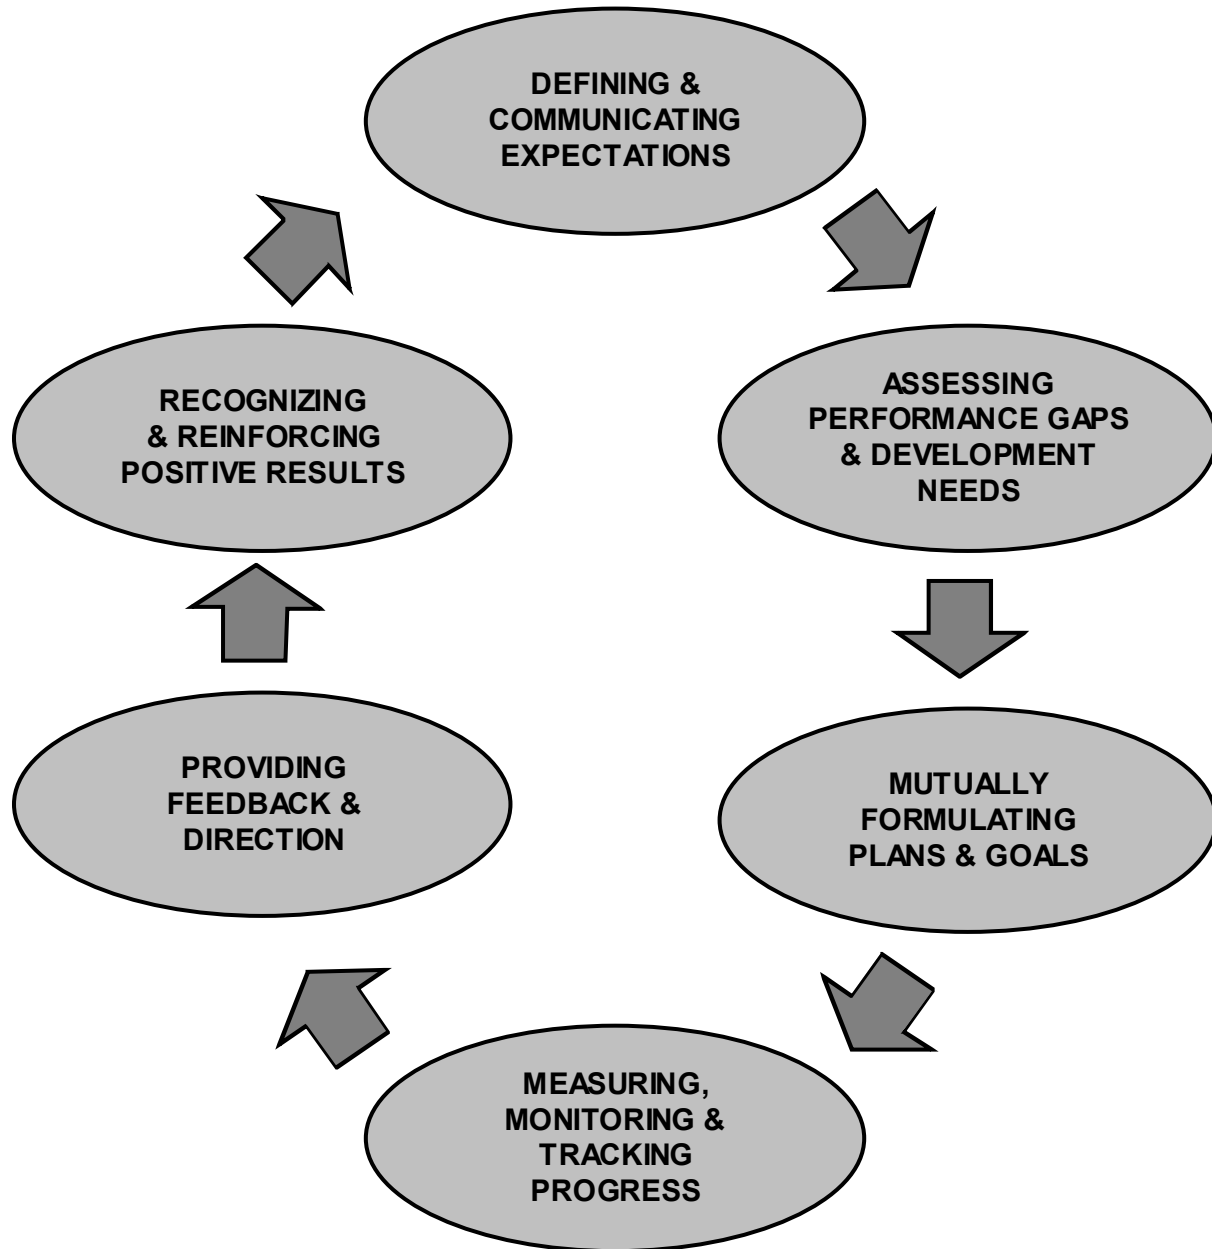 DEFINING &
COMMUNICATING
EXPECTATIONS
ASSESSING
PERFORMANCE GAPS
& DEVELOPMENT
NEEDS
MUTUALLY
FORMULATING
PLANS & GOALS
MEASURING,
MONITORING &
TRACKING
PROGRESS
PROVIDING
FEEDBACK &
DIRECTION
RECOGNIZING
& REINFORCING
POSITIVE RESULTS